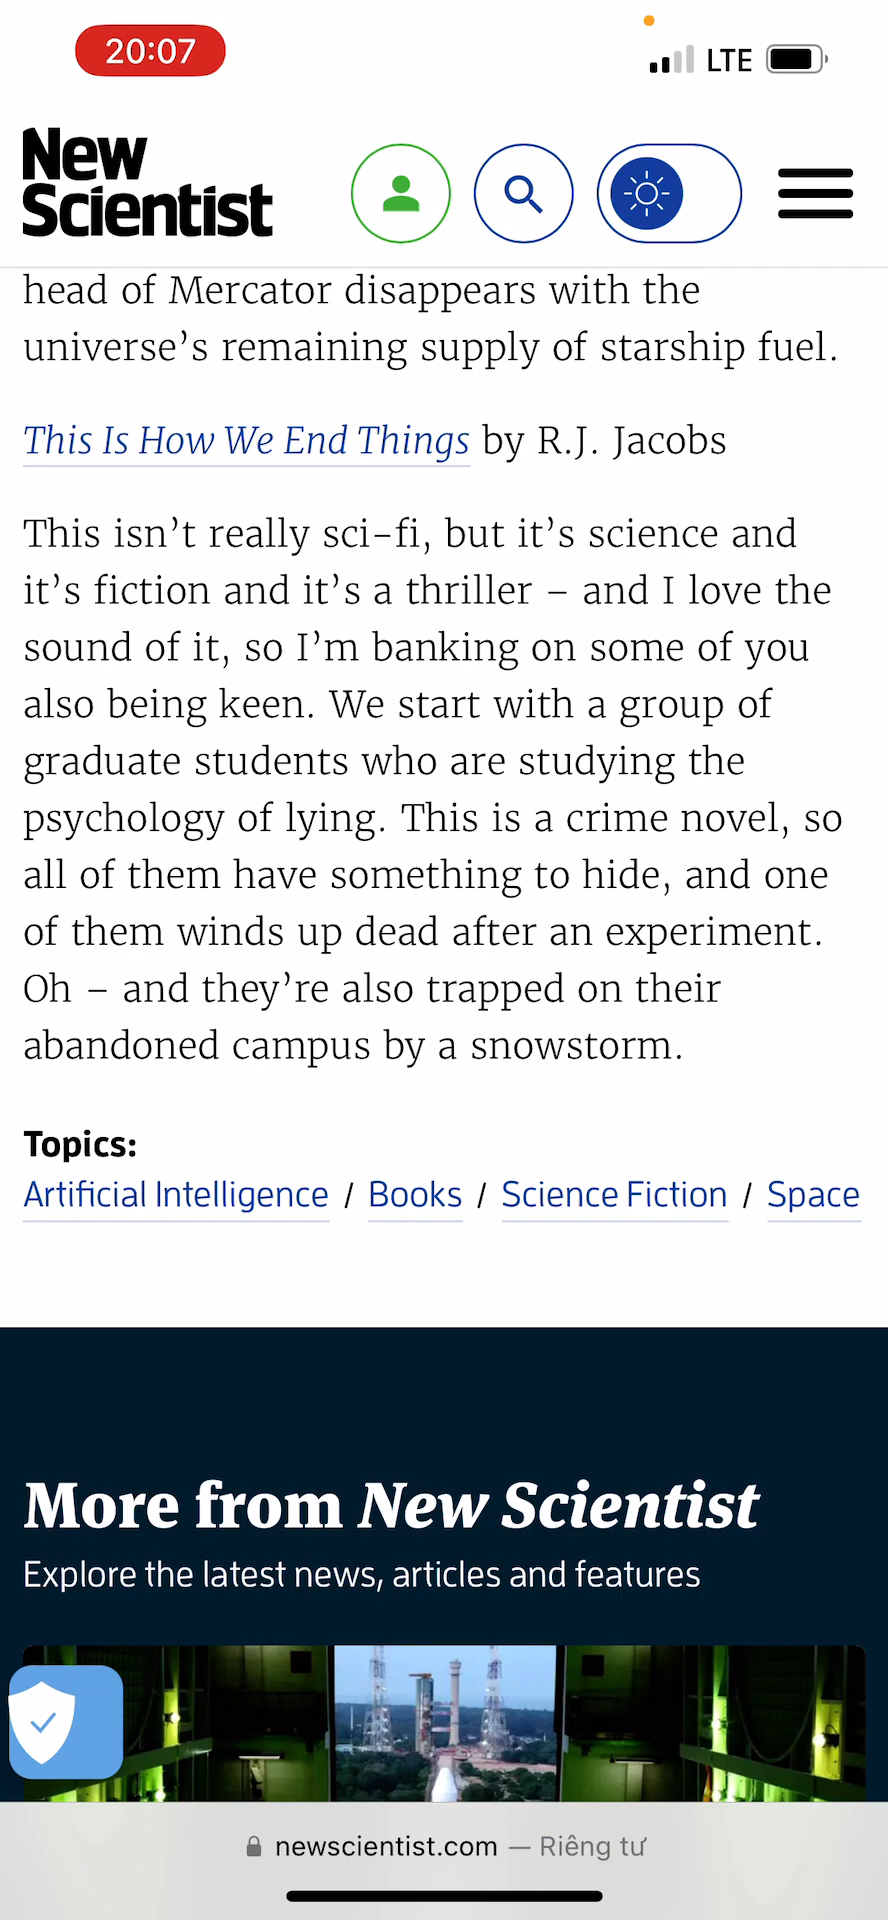 20:07
LTE
New
Scientist
head of Mercator disappears with the
universe’s remaining supply of starship fuel.
This Is How We End Things by R.J. Jacobs
This isn’t really sci-fi, but it’s science and
it’s fiction and it’s a thriller – and I love the
sound of it, so I’m banking on some of you
also being keen. We start with a group of
graduate students who are studying the
psychology of lying. This is a crime novel, so
all of them have something to hide, and one
of them winds up dead after an experiment.
Oh – and they’re also trapped on their
abandoned campus by a snowstorm.
Topics:
Artificial Intelligence / Books / Science Fiction / Space
More from New Scientist
Explore the latest news, articles and features
newscientist.com — Riêng tư